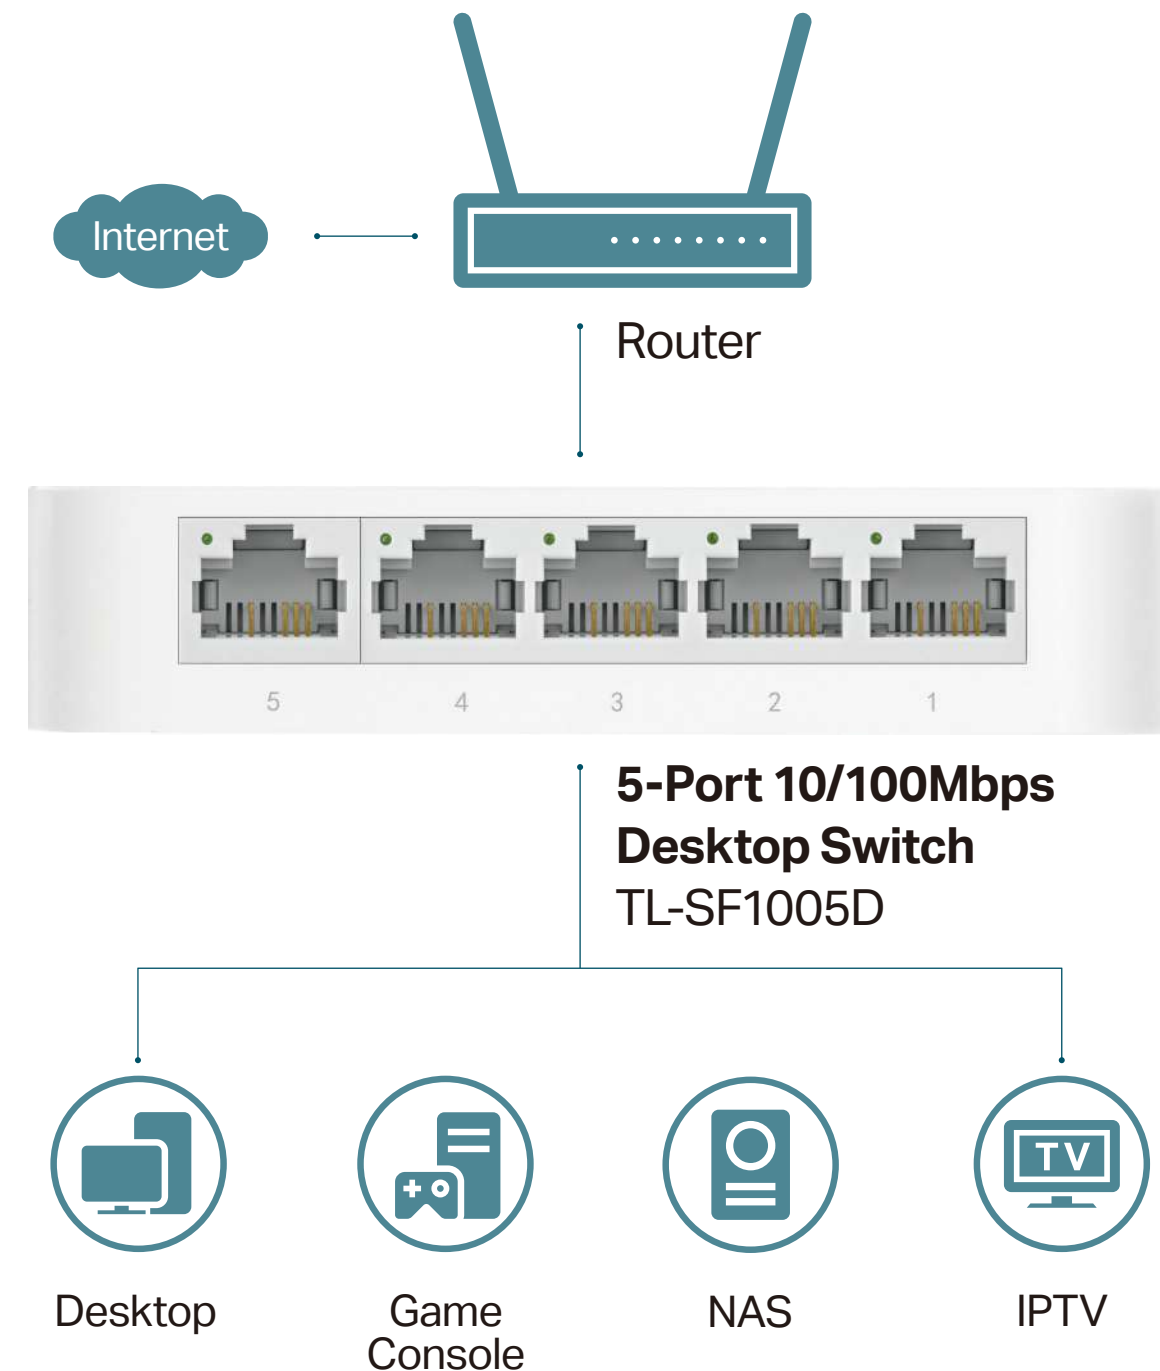 Internet
Router
5 4 3 2 1
5-Port 10/100Mbps
Desktop Switch
TL-SF1005D
TV
Desktop
Game
Console
NAS
IPTV